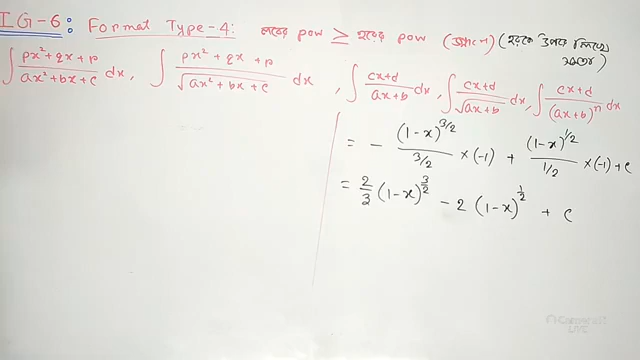 IG-6: Format Type-4: লবের pow ≥ হরের pow (হরকে উপরে লিখে
∫ (px² + qx + p)/(ax² + bx + c) dx, ∫ (px² + qx + p)/√(ax² + bx + c) dx, ∫ (cx+d)/(ax+b) dx, ∫ (cx+d)/√(ax+b) dx, ∫ (cx+d)/(ax+b)ⁿ dx
= - (1-x)^{3/2}/(3/2) × (-1) + (1-x)^{1/2}/(1/2) × (-1) + c
= 2/3 (1-x)^{3/2} - 2 (1-x)^{1/2} + c